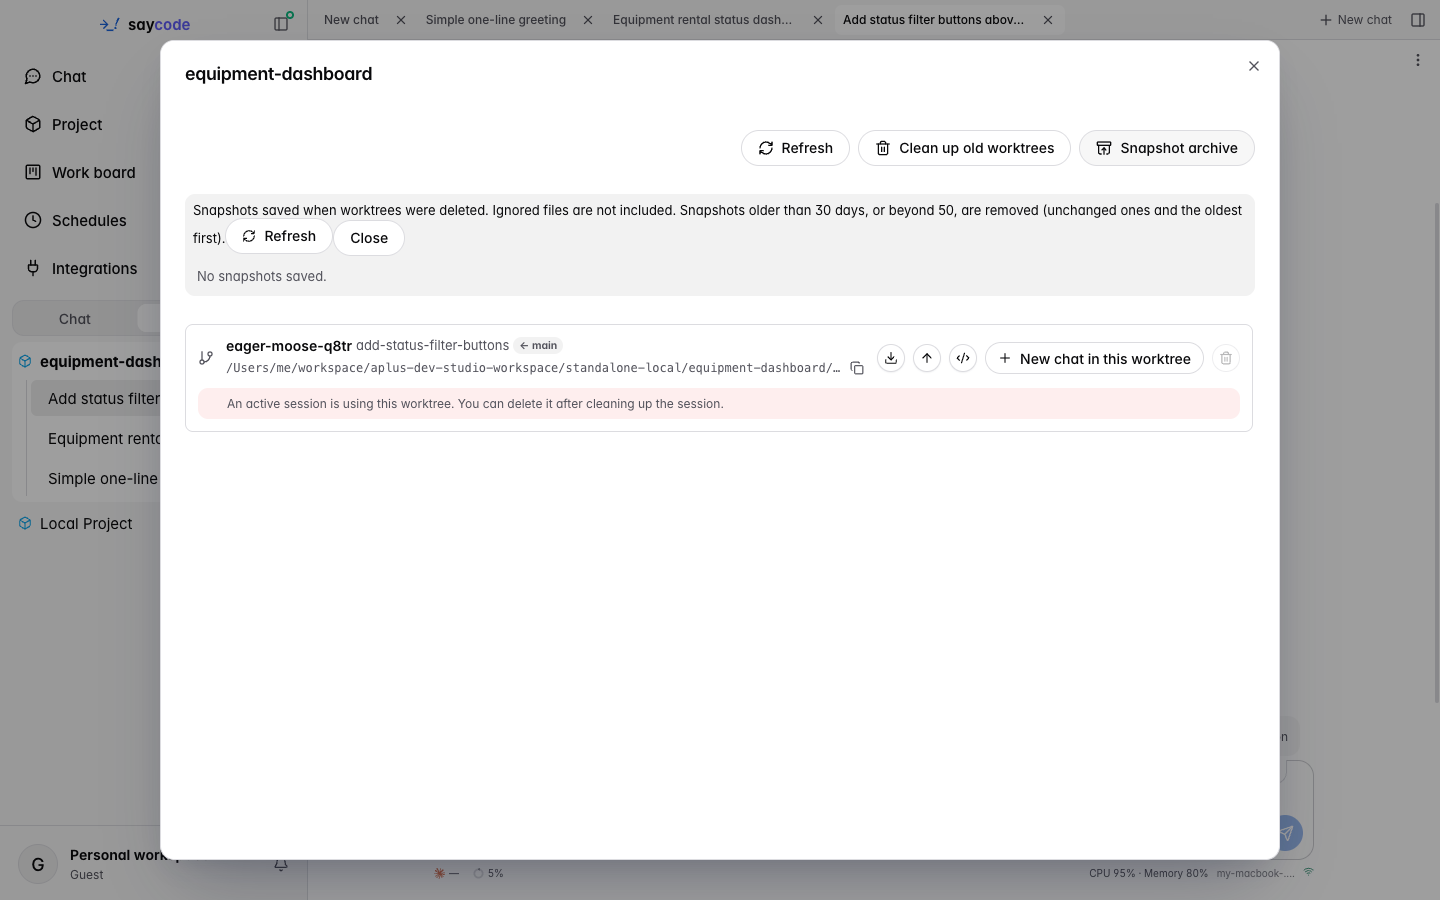 saycode
New chat
Simple one-line greeting
Equipment rental status dash...
Add status filter buttons abov...
New chat
Chat
Project
Work board
Schedules
Integrations
Chat
equipment-dash
Add status filter
Equipment renta
Simple one-line
Local Project
equipment-dashboard
Refresh
Clean up old worktrees
Snapshot archive
Snapshots saved when worktrees were deleted. Ignored files are not included. Snapshots older than 30 days, or beyond 50, are removed (unchanged ones and the oldest
first).
Refresh
Close
No snapshots saved.
eager-moose-q8tr add-status-filter-buttons ← main
/Users/me/workspace/aplus-dev-studio-workspace/standalone-local/equipment-dashboard/…
New chat in this worktree
An active session is using this worktree. You can delete it after cleaning up the session.
n
G
Personal work
Guest
— 5%
CPU 95% · Memory 80% my-macbook-....